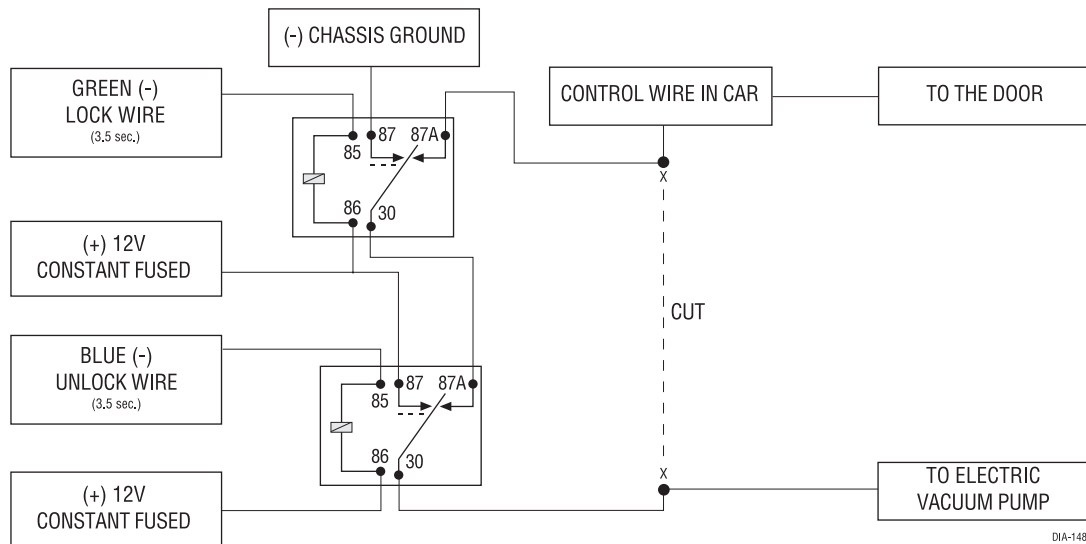 (-) CHASSIS GROUND
GREEN (-)
LOCK WIRE
(3.5 sec.)
CONTROL WIRE IN CAR
TO THE DOOR
85
87
87A
86
30
X
(+) 12V
CONSTANT FUSED
CUT
BLUE (-)
UNLOCK WIRE
(3.5 sec.)
85
87
87A
86
30
X
(+) 12V
CONSTANT FUSED
TO ELECTRIC
VACUUM PUMP
DIA-148